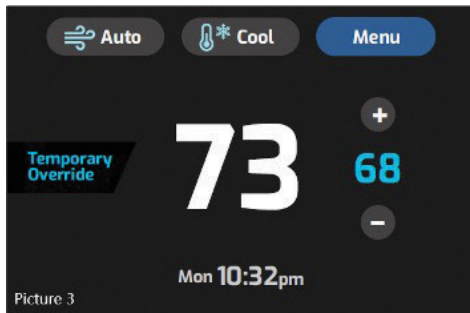 Auto
Cool
Menu
+
73
68
Temporary
Override
−
Mon 10:32pm
Picture 3